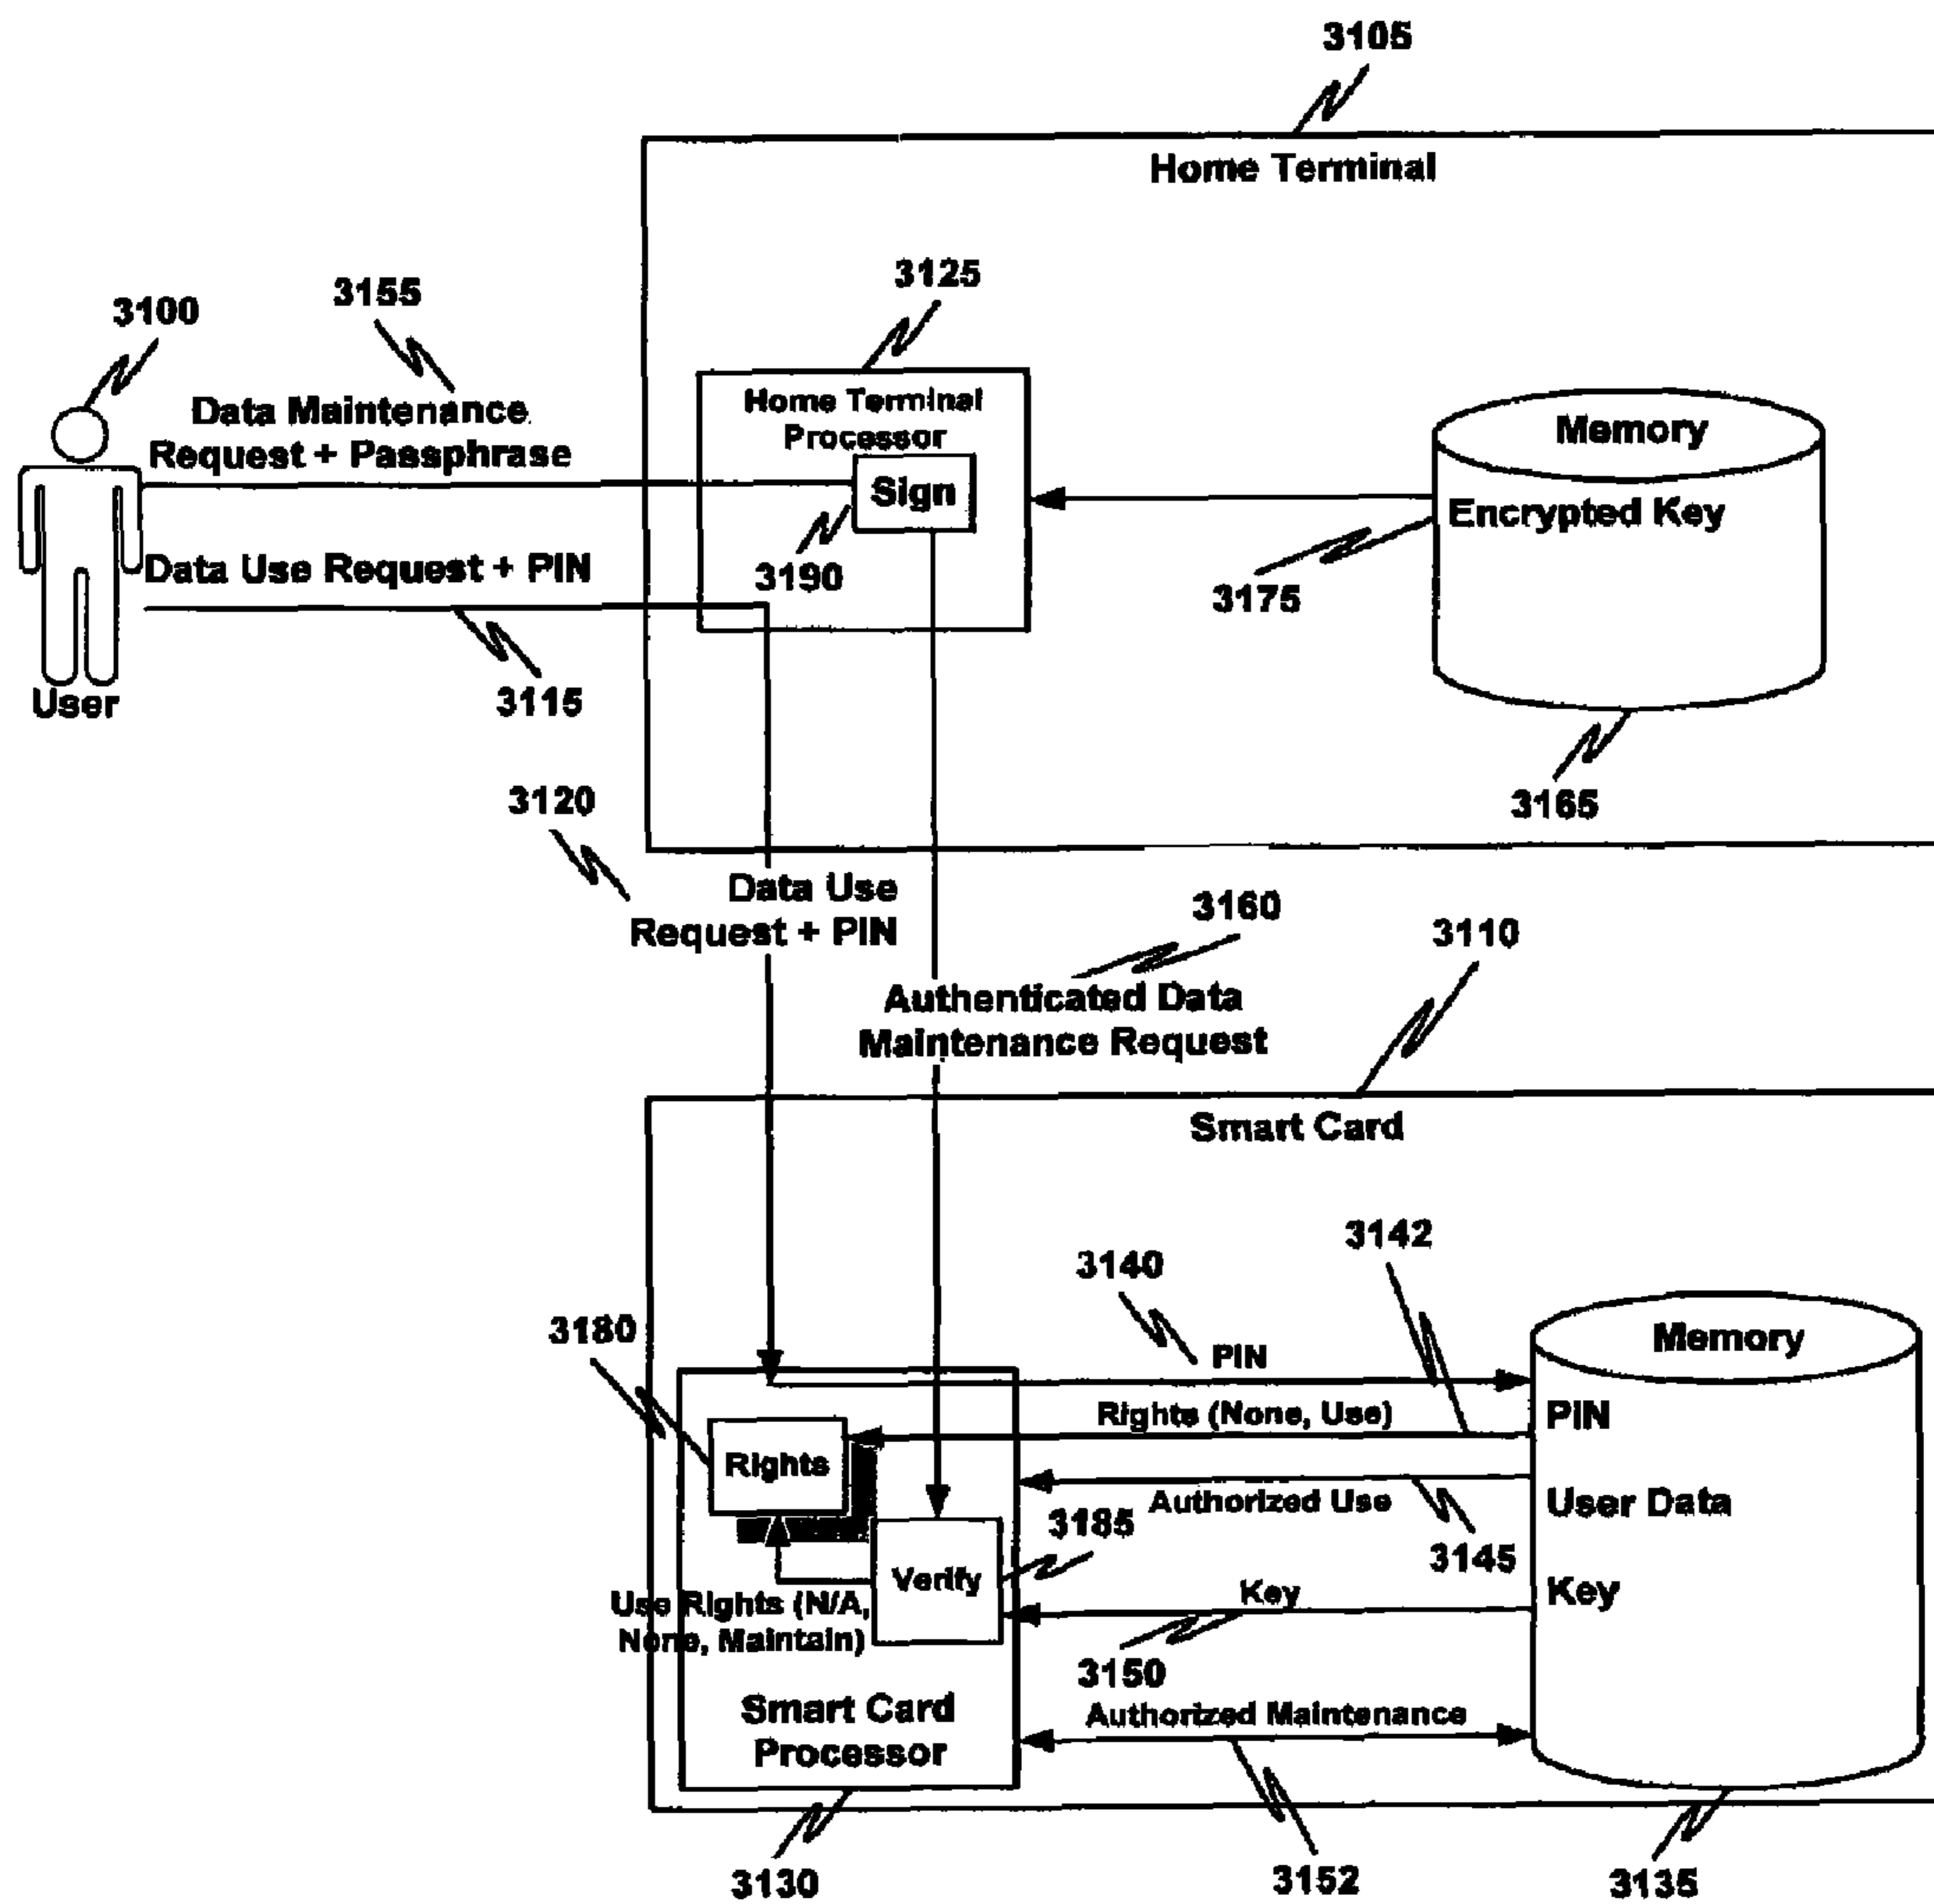 3105
Home Terminal
3125
3155
3100
Data Maintenance
Request + Passphrase
Home Terminal
Processor
Sign
3190
Memory
Encrypted Key
3175
3165
Data Use Request + PIN
User
3115
3120
Data Use
Request + PIN
3160
Authenticated Data
Maintenance Request
3110
Smart Card
3142
3140
3180
PIN
Rights (None, Use)
Authorized Use
3145
Rights
3185
Verify
Key
3150
Use Rights (N/A,
None, Maintain)
Authorized Maintenance
Smart Card
Processor
Memory
PIN
User Data
Key
3130
3152
3135